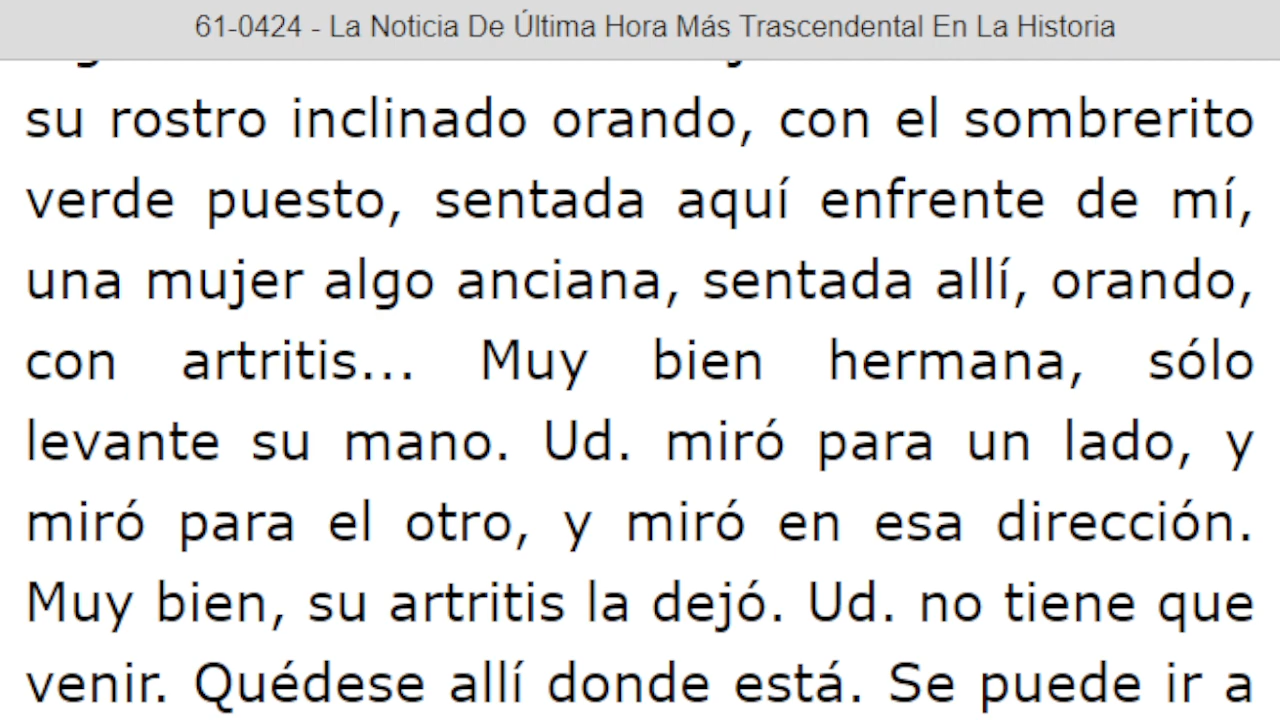 61-0424 - La Noticia De Última Hora Más Trascendental En La Historia
su rostro inclinado orando, con el sombrerito
verde puesto, sentada aquí enfrente de mí,
una mujer algo anciana, sentada allí, orando,
con artritis... Muy bien hermana, sólo
levante su mano. Ud. miró para un lado, y
miró para el otro, y miró en esa dirección.
Muy bien, su artritis la dejó. Ud. no tiene que
venir. Quédese allí donde está. Se puede ir a